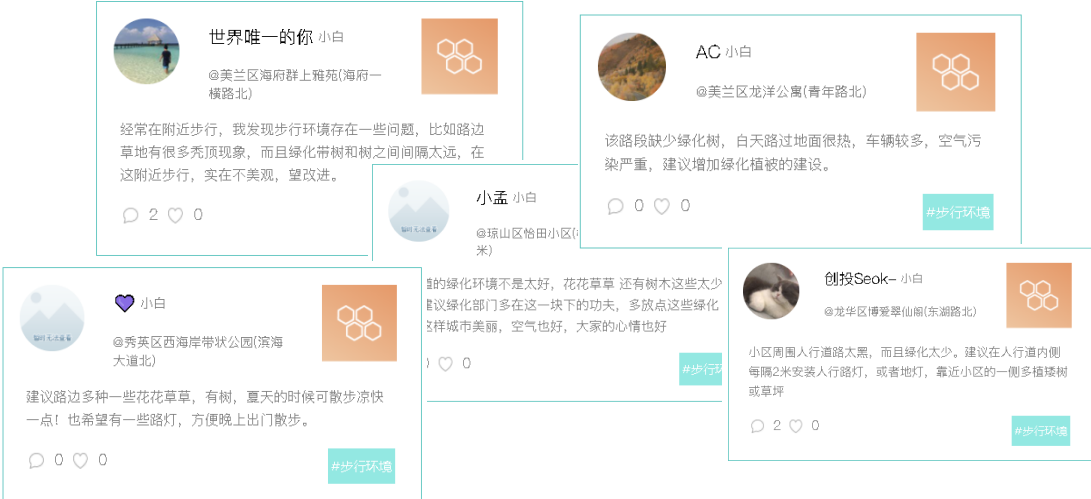 世界唯一的你 小白
@美兰区海府群上雅苑(海府一
横路北)
经常在附近步行，我发现步行环境存在一些问题，比如路边
草地有很多秃顶现象，而且绿化带树和树之间间隔太远，在
这附近步行，实在不美观，望改进。
2 0
AC 小白
@美兰区龙洋公寓(青年路北)
该路段缺少绿化树，白天路过地面很热，车辆较多，空气污
染严重，建议增加绿化植被的建设。
0 0
#步行环境
小孟 小白
@琼山区怡田小区(
米)
的绿化环境不是太好，花花草草 还有树木这些太少
建议绿化部门多在这一块下的功夫，多放点这些绿化
这样城市美丽，空气也好，大家的心情也好
0
#步行环
小白
@秀英区西海岸带状公园(滨海
大道北)
建议路边多种一些花花草草，有树，夏天的时候可散步凉快
一点！也希望有一些路灯，方便晚上出门散步。
0 0
#步行环境
创投Seok- 小白
@龙华区博爱翠仙阁(东湖路北)
小区周围人行道路太黑，而且绿化太少。建议在人行道内侧
每隔2米安装人行路灯，或者地灯，靠近小区的一侧多植矮树
或草坪
2 0
#步行环境